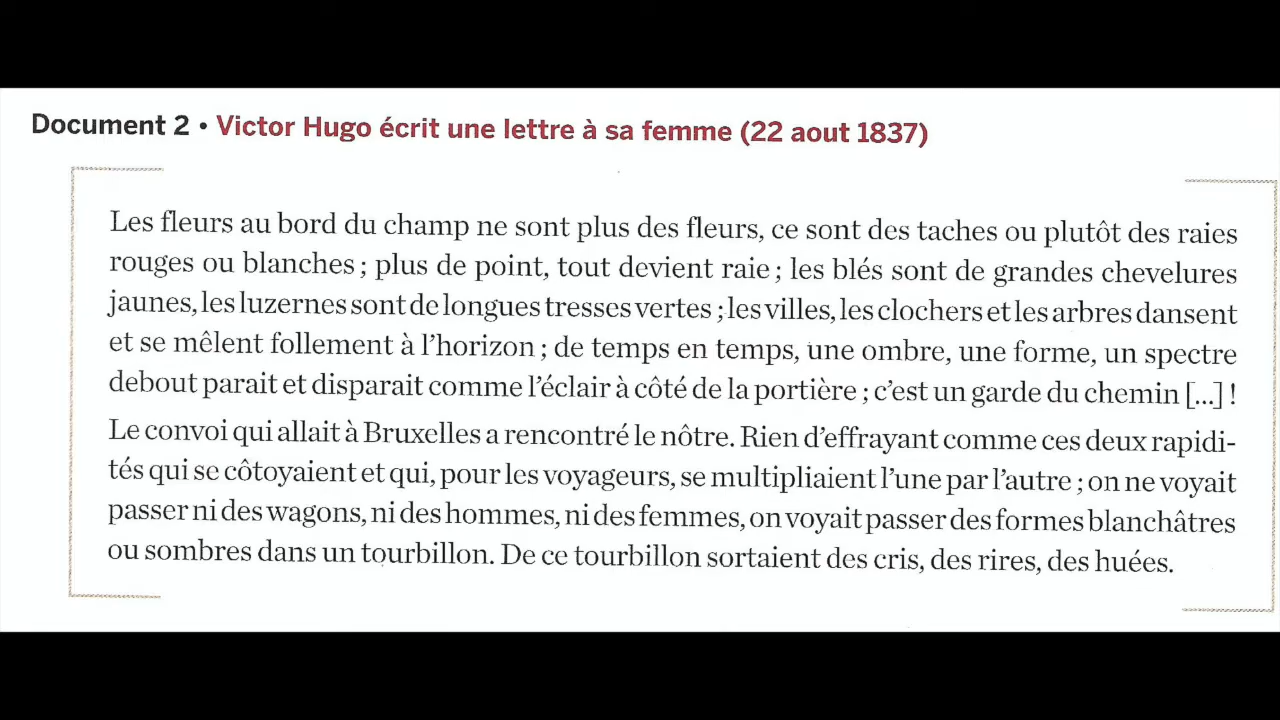 Document 2 • Victor Hugo écrit une lettre à sa femme (22 aout 1837)
Les fleurs au bord du champ ne sont plus des fleurs, ce sont des taches ou plutôt des raies
rouges ou blanches ; plus de point, tout devient raie ; les blés sont de grandes chevelures
jaunes, les luzernes sont de longues tresses vertes ; les villes, les clochers et les arbres dansent
et se mêlent follement à l'horizon ; de temps en temps, une ombre, une forme, un spectre
debout parait et disparait comme l'éclair à côté de la portière ; c'est un garde du chemin [...] !
Le convoi qui allait à Bruxelles a rencontré le nôtre. Rien d'effrayant comme ces deux rapidi-
tés qui se côtoyaient et qui, pour les voyageurs, se multipliaient l'une par l'autre ; on ne voyait
passer ni des wagons, ni des hommes, ni des femmes, on voyait passer des formes blanchâtres
ou sombres dans un tourbillon. De ce tourbillon sortaient des cris, des rires, des huées.